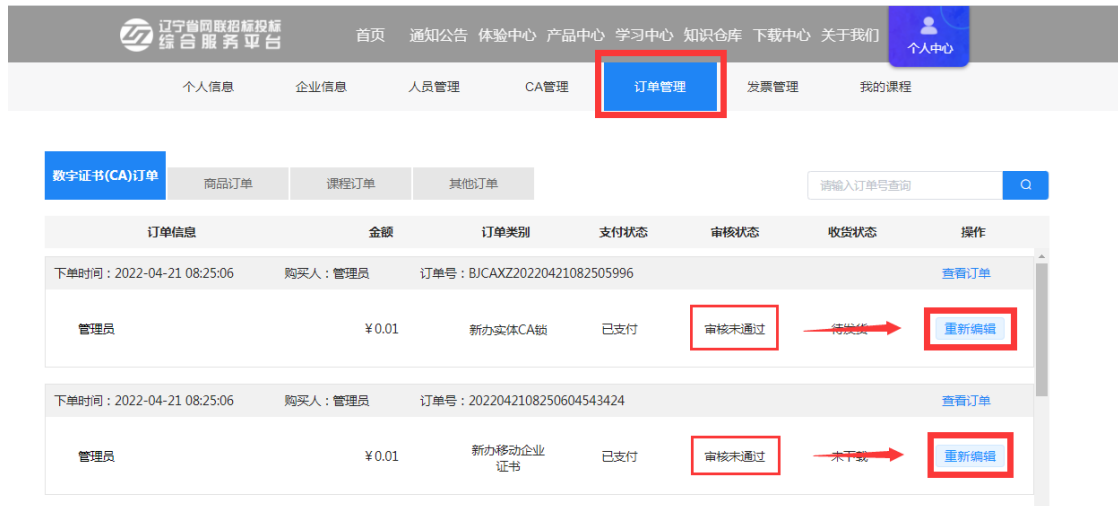 辽宁省网联招标投标
综合服务平台
首页 通知公告 体验中心 产品中心 学习中心 知识仓库 下载中心 关于我们 个人中心
个人信息 企业信息 人员管理 CA管理 订单管理 发票管理 我的课程
数字证书(CA)订单 商品订单 课程订单 其他订单 请输入订单号查询
订单信息 金额 订单类别 支付状态 审核状态 收货状态 操作
下单时间：2022-04-21 08:25:06 购买人：管理员 订单号：BJCAXZ20220421082505996 查看订单
管理员 ¥0.01 新办实体CA锁 已支付 审核未通过 待发货 重新编辑
下单时间：2022-04-21 08:25:06 购买人：管理员 订单号：2022042108250604543424 查看订单
管理员 ¥0.01 新办移动企业 已支付 审核未通过 未下载 重新编辑
证书